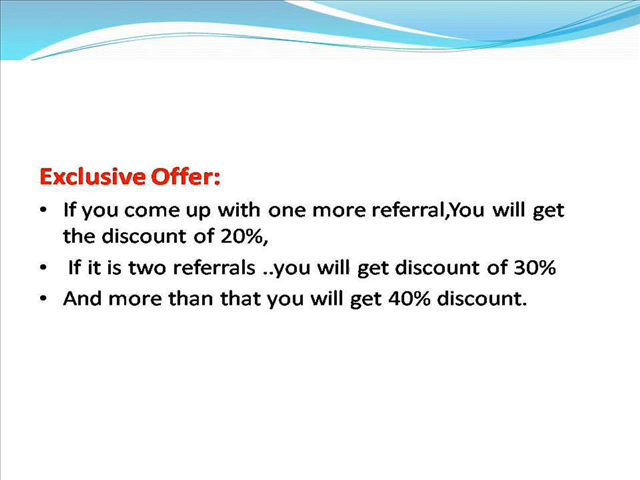 Exclusive Offer:
• If you come up with one more referral,You will get
the discount of 20%,
• If it is two referrals ..you will get discount of 30%
• And more than that you will get 40% discount.